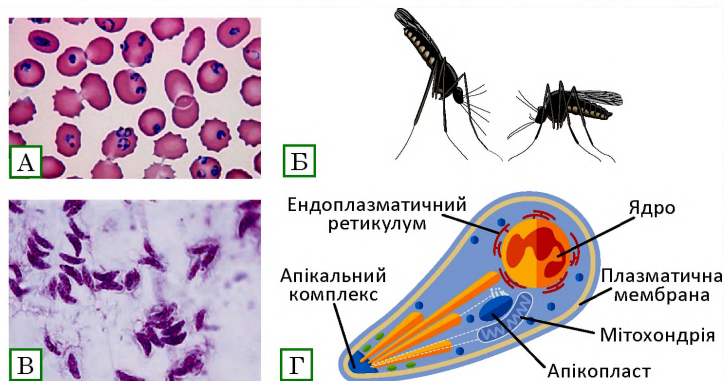 А
Б
В
Г
Ендоплазматичний
ретикулум
Ядро
Апікальний
комплекс
Плазматична
мембрана
Мітохондрія
Апікопласт